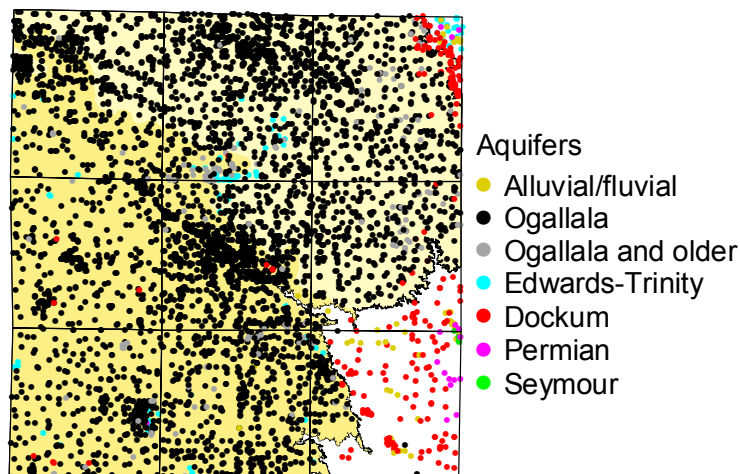 Aquifers
Alluvial/fluvial
Ogallala
Ogallala and older
Edwards-Trinity
Dockum
Permian
Seymour